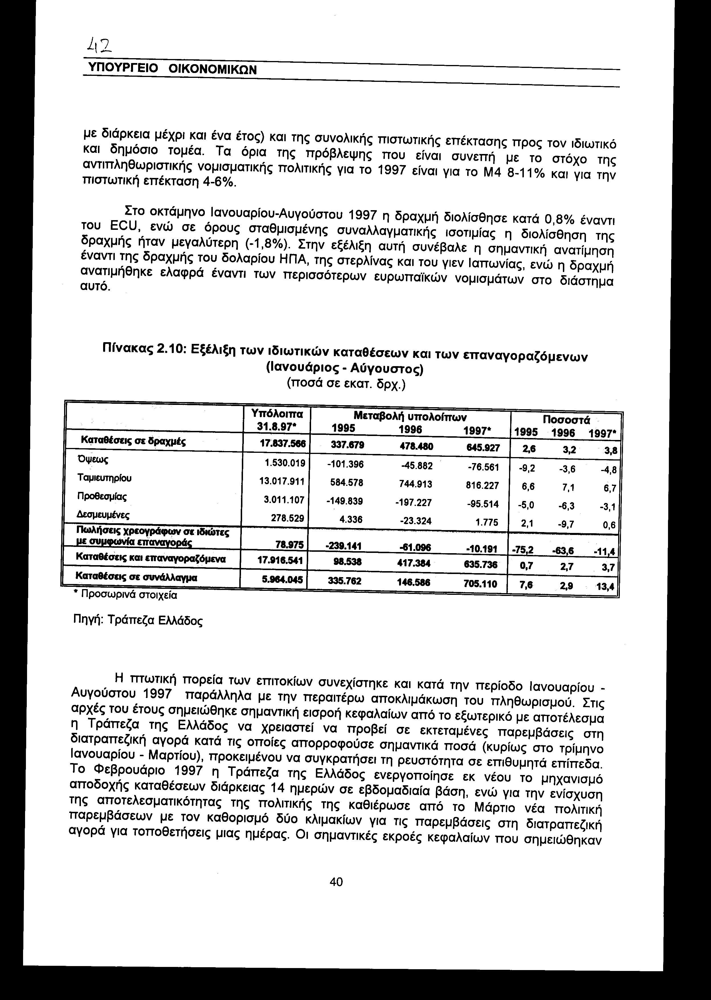 42
ΥΠΟΥΡΓΕΙΟ ΟΙΚΟΝΟΜΙΚΩΝ
με διάρκεια μέχρι και ένα έτος) και της συνολικής πιστωτικής επέκτασης προς τον ιδιωτικό
και δημόσιο τομέα. Τα όρια της πρόβλεψης που είναι συνεπή με το στόχο της
αντιπληθωριστικής νομισματικής πολιτικής για το 1997 είναι για το Μ4 8-11% και για την
πιστωτική επέκταση 4-6%.
Στο οκτάμηνο Ιανουαρίου-Αυγούστου 1997 η δραχμή διολίσθησε κατά 0,8% έναντι
του ECU, ενώ σε όρους σταθμισμένης συναλλαγματικής ισοτιμίας η διολίσθηση της
δραχμής ήταν μεγαλύτερη (-1,8%). Στην εξέλιξη αυτή συνέβαλε η σημαντική ανατίμηση
έναντι της δραχμής του δολαρίου ΗΠΑ, της στερλίνας και του γιεν Ιαπωνίας, ενώ η δραχμή
ανατιμήθηκε ελαφρά έναντι των περισσότερων ευρωπαϊκών νομισμάτων στο διάστημα
αυτό.
Πίνακας 2.10: Εξέλιξη των ιδιωτικών καταθέσεων και των επαναγοραζόμενων
(Ιανουάριος - Αύγουστος)
(ποσά σε εκατ. δρχ.)
Υπόλοιπα Μεταβολή υπολοίπων Ποσοστά
31.8.97* 1995 1996 1997* 1995 1996 1997*
Καταθέσεις σε δραχμές 17.837.566 337.679 478.480 645.927 2,6 3,2 3,8
Όψεως 1.530.019 -101.396 -45.882 -76.561 -9,2 -3,6 -4,8
Ταμιευτηρίου 13.017.911 584.578 744.913 816.227 6,6 7,1 6,7
Προθεσμίας 3.011.107 -149.839 -197.227 -95.514 -5,0 -6,3 -3,1
Δεσμευμένες 278.529 4.336 -23.324 1.775 2,1 -9,7 0,6
Πωλήσεις χρεογράφων σε ιδιώτες
με συμφωνία επαναγοράς 78.975 -239.141 -61.096 -10.191 -75,2 -63,6 -11,4
Καταθέσεις και επαναγοραζόμενα 17.916.541 98.538 417.384 635.736 0,7 2,7 3,7
Καταθέσεις σε συνάλλαγμα 5.964.045 335.762 146.586 705.110 7,6 2,9 13,4
* Προσωρινά στοιχεία
Πηγή: Τράπεζα Ελλάδος
Η πτωτική πορεία των επιτοκίων συνεχίστηκε και κατά την περίοδο Ιανουαρίου -
Αυγούστου 1997 παράλληλα με την περαιτέρω αποκλιμάκωση του πληθωρισμού. Στις
αρχές του έτους σημειώθηκε σημαντική εισροή κεφαλαίων από το εξωτερικό με αποτέλεσμα
η Τράπεζα της Ελλάδος να χρειαστεί να προβεί σε εκτεταμένες παρεμβάσεις στη
διατραπεζική αγορά κατά τις οποίες απορροφούσε σημαντικά ποσά (κυρίως στο τρίμηνο
Ιανουαρίου - Μαρτίου), προκειμένου να συγκρατήσει τη ρευστότητα σε επιθυμητά επίπεδα.
Το Φεβρουάριο 1997 η Τράπεζα της Ελλάδος ενεργοποίησε εκ νέου το μηχανισμό
αποδοχής καταθέσεων διάρκειας 14 ημερών σε εβδομαδιαία βάση, ενώ για την ενίσχυση
της αποτελεσματικότητας της πολιτικής της καθιέρωσε από το Μάρτιο νέα πολιτική
παρεμβάσεων με τον καθορισμό δύο κλιμακίων για τις παρεμβάσεις στη διατραπεζική
αγορά για τοποθετήσεις μιας ημέρας. Οι σημαντικές εκροές κεφαλαίων που σημειώθηκαν
40